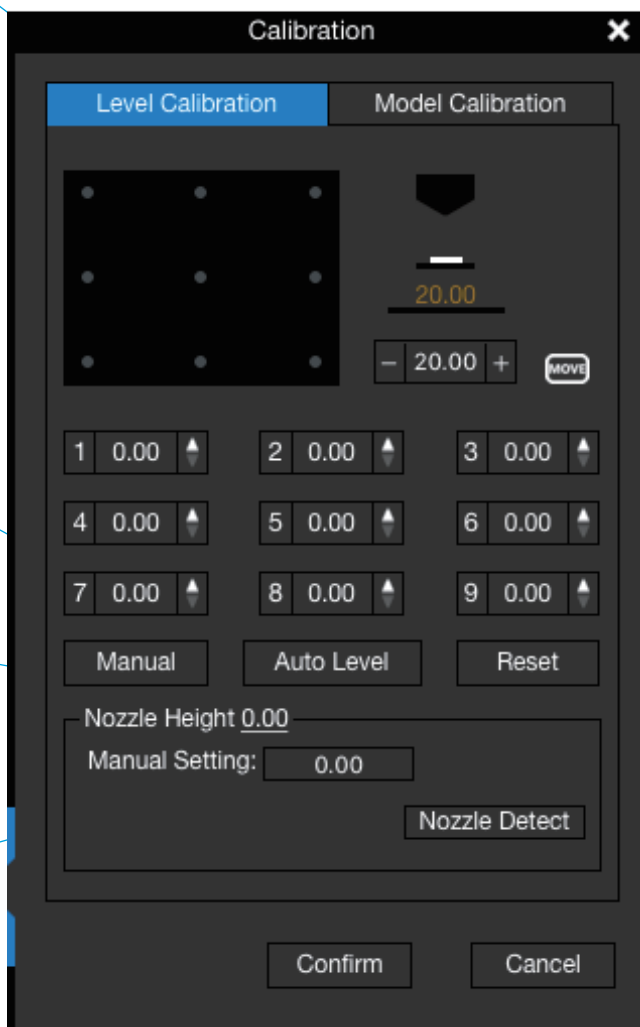 Calibration
Level Calibration Model Calibration
20.00
− 20.00 + MOVE
1 0.00 2 0.00 3 0.00
4 0.00 5 0.00 6 0.00
7 0.00 8 0.00 9 0.00
Manual Auto Level Reset
Nozzle Height 0.00
Manual Setting: 0.00
Nozzle Detect
Confirm Cancel